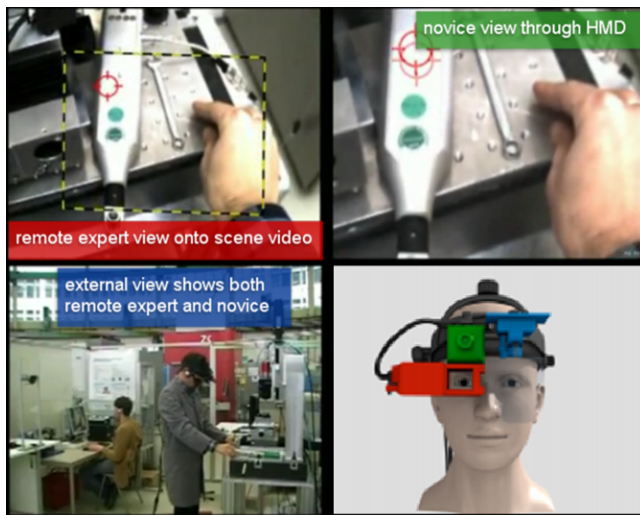 novice view through HMD
remote expert view onto scene video
external view shows both
remote expert and novice